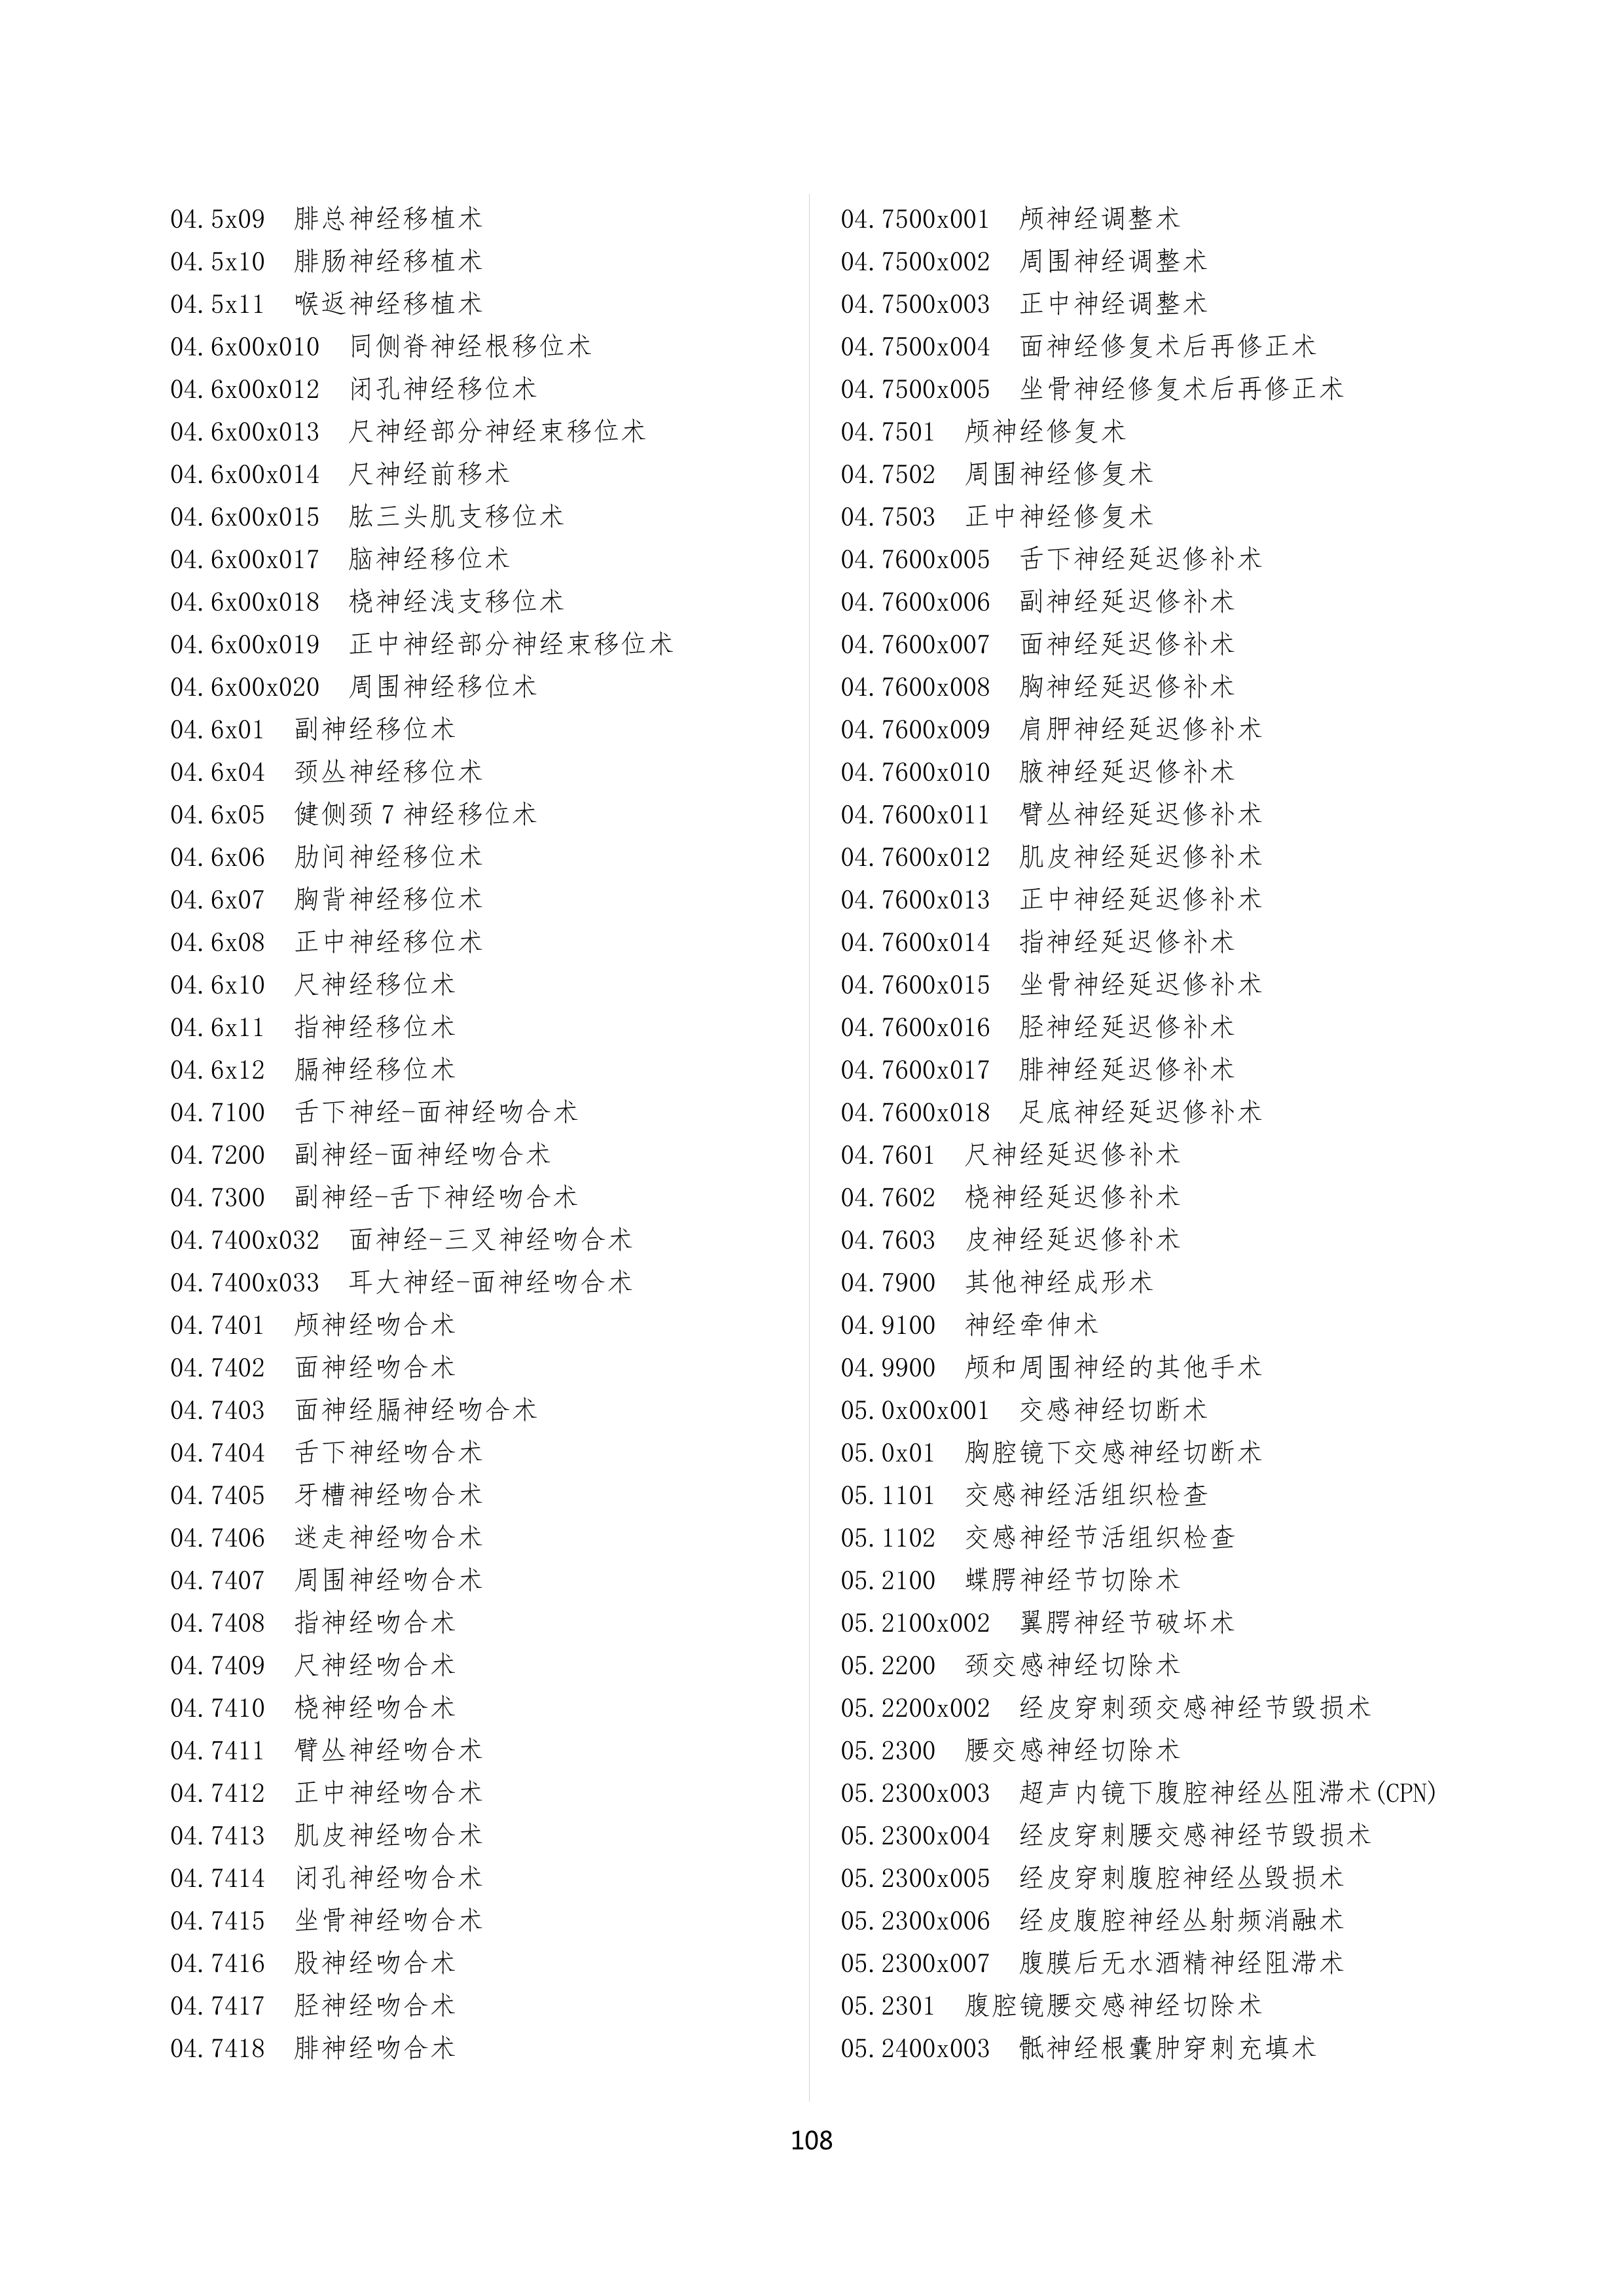 04.5x09 腓总神经移植术
04.5x10 腓肠神经移植术
04.5x11 喉返神经移植术
04.6x00x010 同侧脊神经根移位术
04.6x00x012 闭孔神经移位术
04.6x00x013 尺神经部分神经束移位术
04.6x00x014 尺神经前移术
04.6x00x015 肱三头肌支移位术
04.6x00x017 脑神经移位术
04.6x00x018 桡神经浅支移位术
04.6x00x019 正中神经部分神经束移位术
04.6x00x020 周围神经移位术
04.6x01 副神经移位术
04.6x04 颈丛神经移位术
04.6x05 健侧颈7神经移位术
04.6x06 肋间神经移位术
04.6x07 胸背神经移位术
04.6x08 正中神经移位术
04.6x10 尺神经移位术
04.6x11 指神经移位术
04.6x12 膈神经移位术
04.7100 舌下神经-面神经吻合术
04.7200 副神经-面神经吻合术
04.7300 副神经-舌下神经吻合术
04.7400x032 面神经-三叉神经吻合术
04.7400x033 耳大神经-面神经吻合术
04.7401 颅神经吻合术
04.7402 面神经吻合术
04.7403 面神经膈神经吻合术
04.7404 舌下神经吻合术
04.7405 牙槽神经吻合术
04.7406 迷走神经吻合术
04.7407 周围神经吻合术
04.7408 指神经吻合术
04.7409 尺神经吻合术
04.7410 桡神经吻合术
04.7411 臂丛神经吻合术
04.7412 正中神经吻合术
04.7413 肌皮神经吻合术
04.7414 闭孔神经吻合术
04.7415 坐骨神经吻合术
04.7416 股神经吻合术
04.7417 胫神经吻合术
04.7418 腓神经吻合术
04.7500x001 颅神经调整术
04.7500x002 周围神经调整术
04.7500x003 正中神经调整术
04.7500x004 面神经修复术后再修正术
04.7500x005 坐骨神经修复术后再修正术
04.7501 颅神经修复术
04.7502 周围神经修复术
04.7503 正中神经修复术
04.7600x005 舌下神经延迟修补术
04.7600x006 副神经延迟修补术
04.7600x007 面神经延迟修补术
04.7600x008 胸神经延迟修补术
04.7600x009 肩胛神经延迟修补术
04.7600x010 腋神经延迟修补术
04.7600x011 臂丛神经延迟修补术
04.7600x012 肌皮神经延迟修补术
04.7600x013 正中神经延迟修补术
04.7600x014 指神经延迟修补术
04.7600x015 坐骨神经延迟修补术
04.7600x016 胫神经延迟修补术
04.7600x017 腓神经延迟修补术
04.7600x018 足底神经延迟修补术
04.7601 尺神经延迟修补术
04.7602 桡神经延迟修补术
04.7603 皮神经延迟修补术
04.7900 其他神经成形术
04.9100 神经牵伸术
04.9900 颅和周围神经的其他手术
05.0x00x001 交感神经切断术
05.0x01 胸腔镜下交感神经切断术
05.1101 交感神经活组织检查
05.1102 交感神经节活组织检查
05.2100 蝶腭神经节切除术
05.2100x002 翼腭神经节破坏术
05.2200 颈交感神经切除术
05.2200x002 经皮穿刺颈交感神经节毁损术
05.2300 腰交感神经切除术
05.2300x003 超声内镜下腹腔神经丛阻滞术(CPN)
05.2300x004 经皮穿刺腰交感神经节毁损术
05.2300x005 经皮穿刺腹腔神经丛毁损术
05.2300x006 经皮腹腔神经丛射频消融术
05.2300x007 腹膜后无水酒精神经阻滞术
05.2301 腹腔镜腰交感神经切除术
05.2400x003 骶神经根囊肿穿刺充填术
108